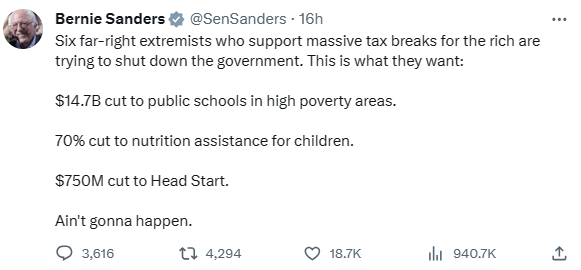 Bernie Sanders @SenSanders · 16h
Six far-right extremists who support massive tax breaks for the rich are
trying to shut down the government. This is what they want:
$14.7B cut to public schools in high poverty areas.
70% cut to nutrition assistance for children.
$750M cut to Head Start.
Ain't gonna happen.
3,616 4,294 18.7K 940.7K